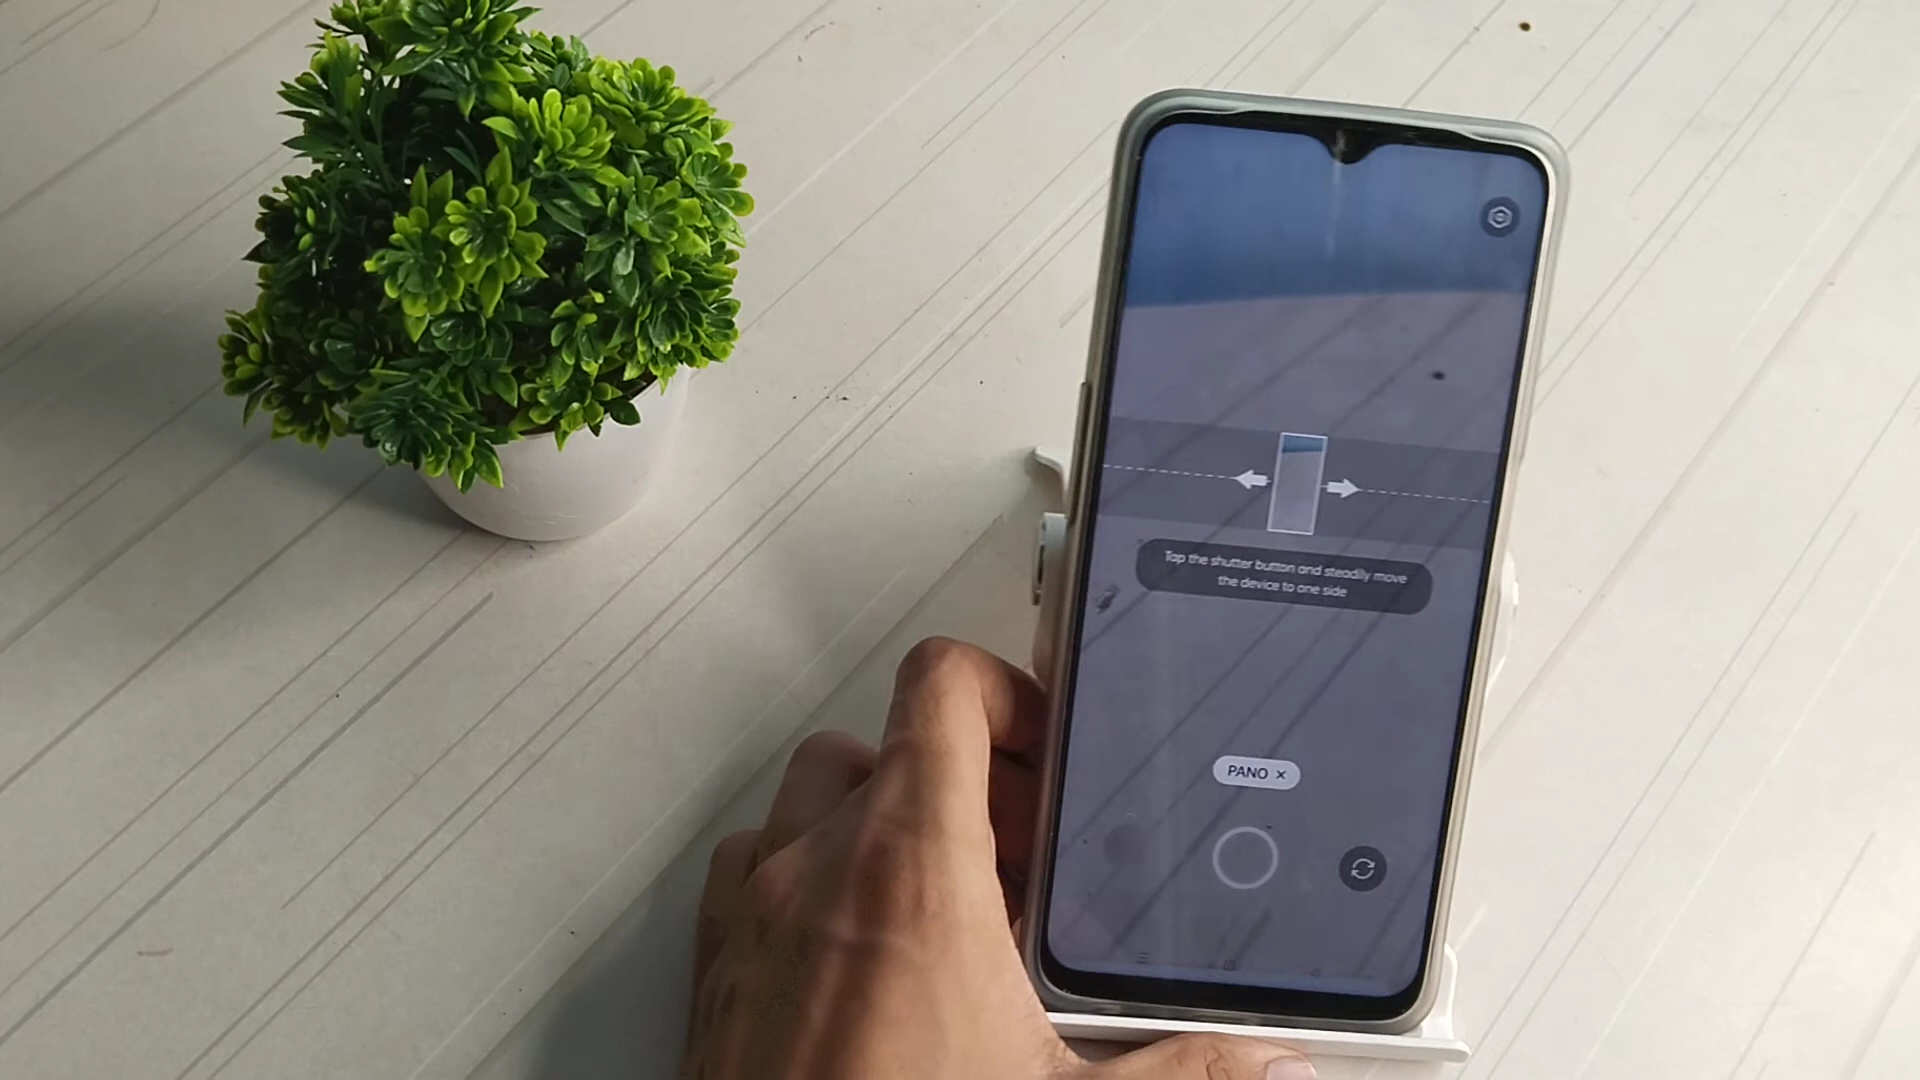 Tap the shutter button and steadily move
the device to one side
PANO ×